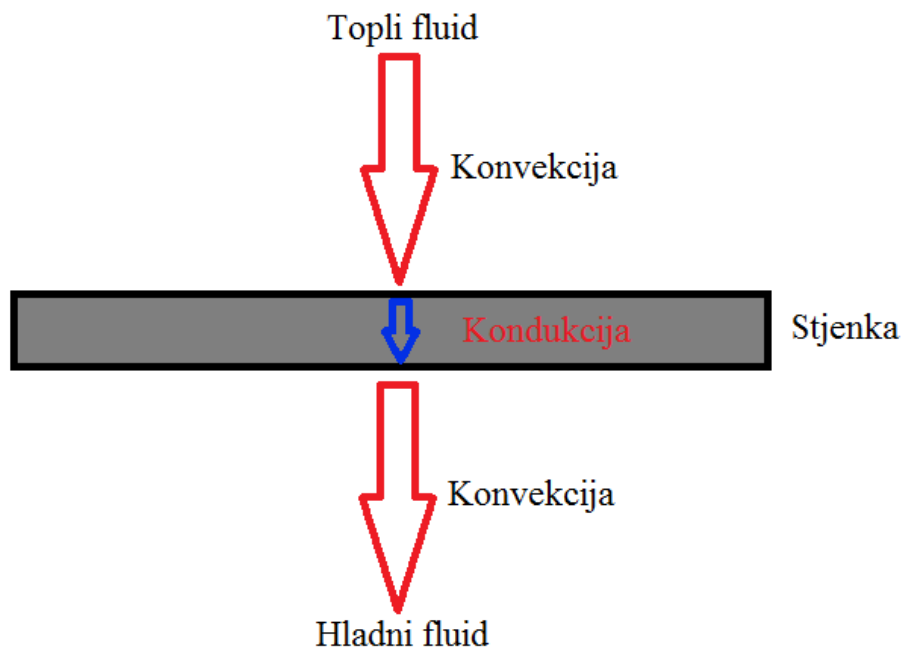 Topli fluid
Konvekcija
Kondukcija
Stjenka
Konvekcija
Hladni fluid